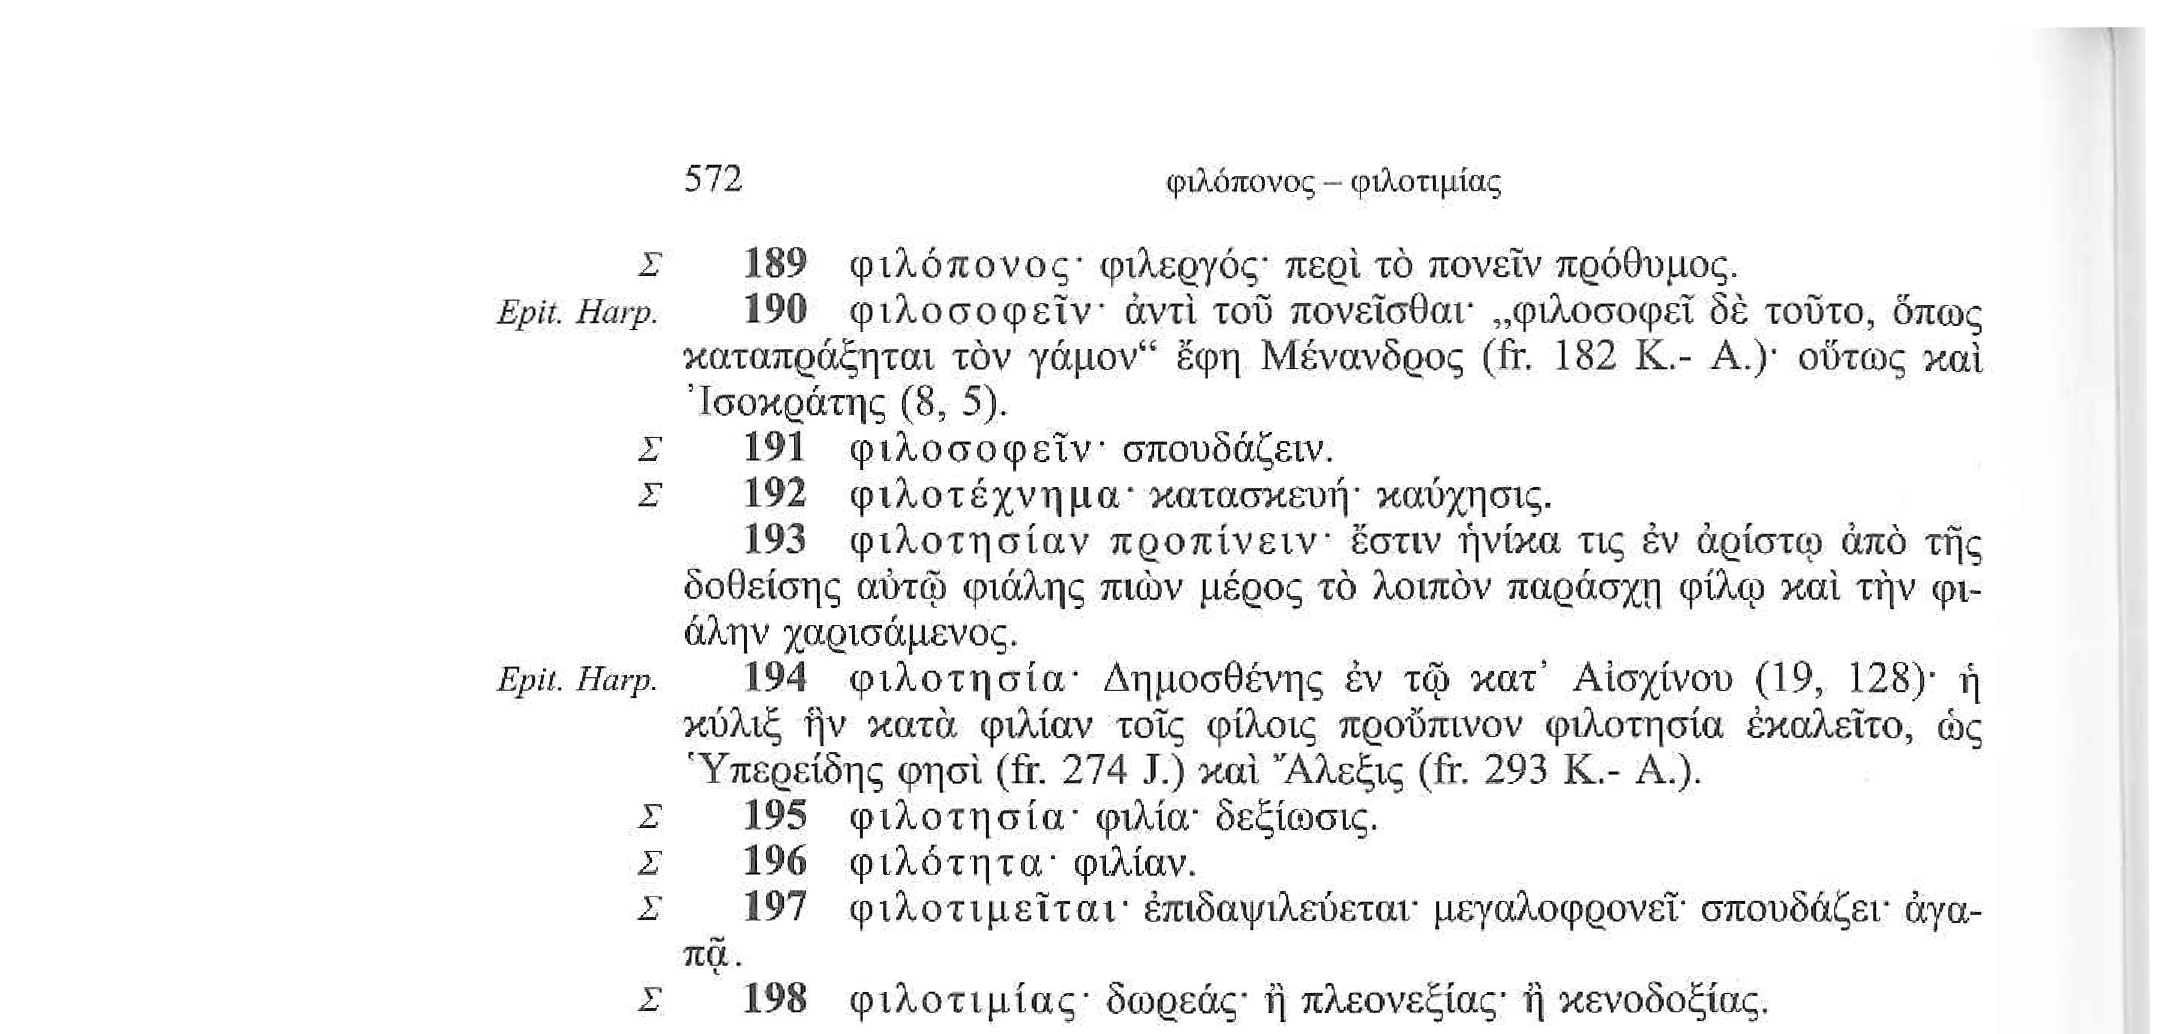 572 φιλόπονος – φιλοτιμίας
Σ 189 φιλόπονος· φιλεργός· περὶ τὸ πονεῖν πρόθυμος.
Epit. Harp. 190 φιλοσοφεῖν· ἀντὶ τοῦ πονεῖσθαι· „φιλοσοφεῖ δὲ τοῦτο, ὅπως
καταπράξηται τὸν γάμον“ ἔφη Μένανδρος (fr. 182 K.- A.)· οὕτως καὶ
Ἰσοκράτης (8, 5).
Σ 191 φιλοσοφεῖν· σπουδάζειν.
Σ 192 φιλοτέχνημα· κατασκευή· καύχησις.
193 φιλοτησίαν προπίνειν· ἔστιν ἡνίκα τις ἐν ἀρίστῳ ἀπὸ τῆς
δοθείσης αὐτῷ φιάλης πιὼν μέρος τὸ λοιπὸν παράσχῃ φίλῳ καὶ τὴν φι-
άλην χαρισάμενος.
Epit. Harp. 194 φιλοτησία· Δημοσθένης ἐν τῷ κατ’ Αἰσχίνου (19, 128)· ἡ
κύλιξ ἣν κατὰ φιλίαν τοῖς φίλοις προὔπινον φιλοτησία ἐκαλεῖτο, ὡς
Ὑπερείδης φησὶ (fr. 274 J.) καὶ Ἄλεξις (fr. 293 K.- A.).
Σ 195 φιλοτησία· φιλία· δεξίωσις.
Σ 196 φιλότητα· φιλίαν.
Σ 197 φιλοτιμεῖται· ἐπιδαψιλεύεται· μεγαλοφρονεῖ· σπουδάζει· ἀγα-
πᾷ.
Σ 198 φιλοτιμίας· δωρεάς· ἢ πλεονεξίας· ἢ κενοδοξίας.